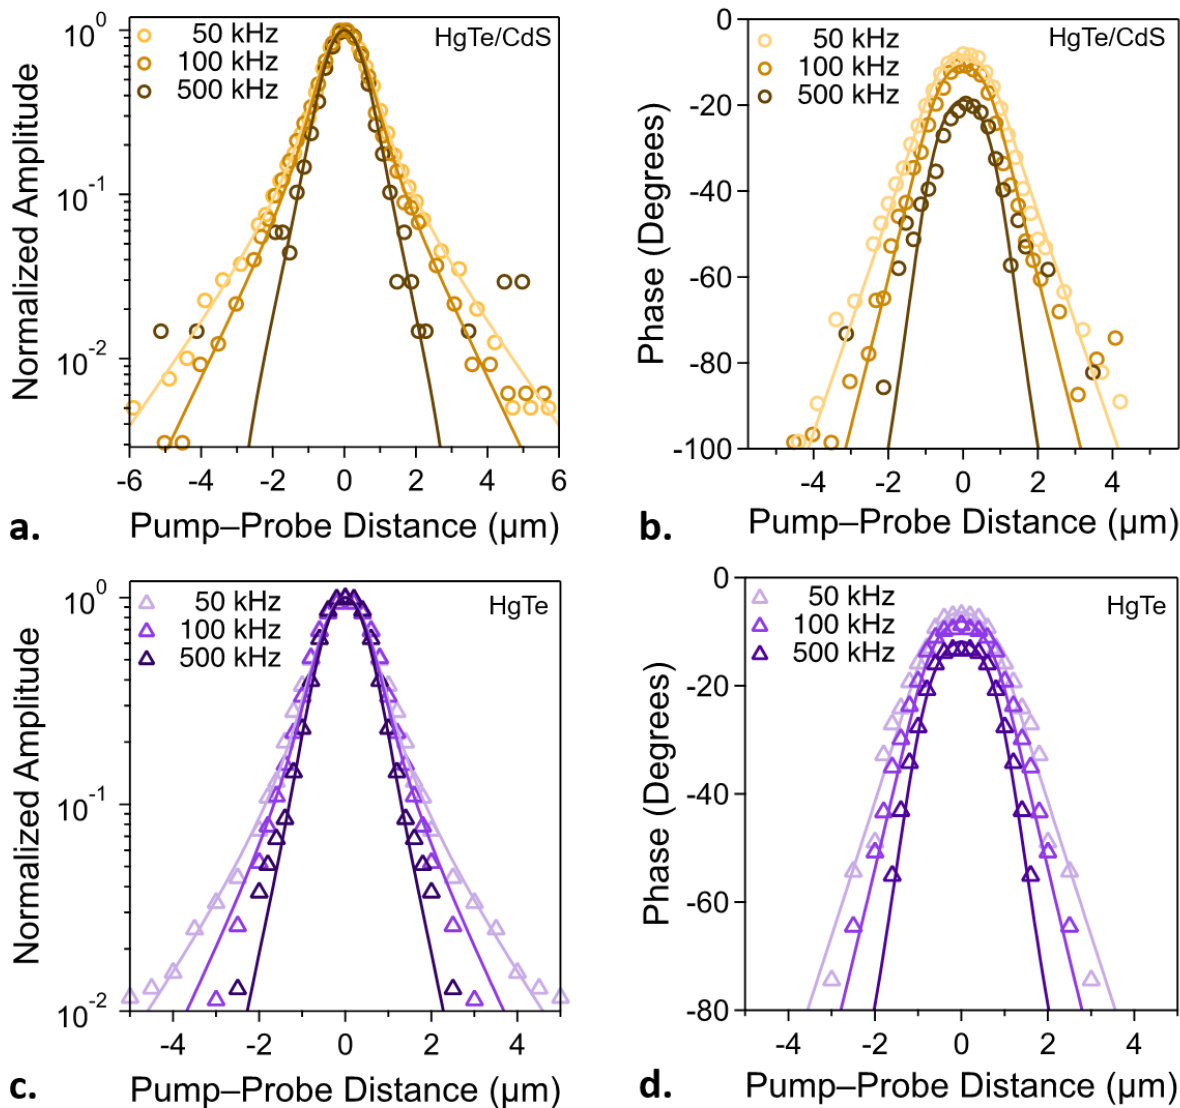 Normalized Amplitude
10⁰
10⁻¹
10⁻²
50 kHz
100 kHz
500 kHz
HgTe/CdS
-6 -4 -2 0 2 4 6
Pump–Probe Distance (µm)
a.
Phase (Degrees)
0
-20
-40
-60
-80
-100
50 kHz
100 kHz
500 kHz
HgTe/CdS
-4 -2 0 2 4
Pump–Probe Distance (µm)
b.
Normalized Amplitude
10⁰
10⁻¹
10⁻²
50 kHz
100 kHz
500 kHz
HgTe
-4 -2 0 2 4
Pump–Probe Distance (µm)
c.
Phase (Degrees)
0
-20
-40
-60
-80
50 kHz
100 kHz
500 kHz
HgTe
-4 -2 0 2 4
Pump–Probe Distance (µm)
d.